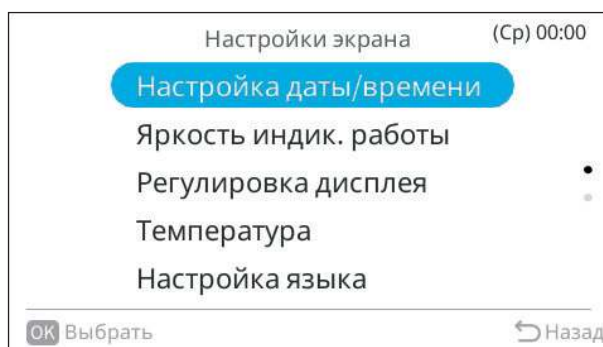 Настройки экрана
(Ср) 00:00
Настройка даты/времени
Яркость индик. работы
Регулировка дисплея
Температура
Настройка языка
OK Выбрать
Назад